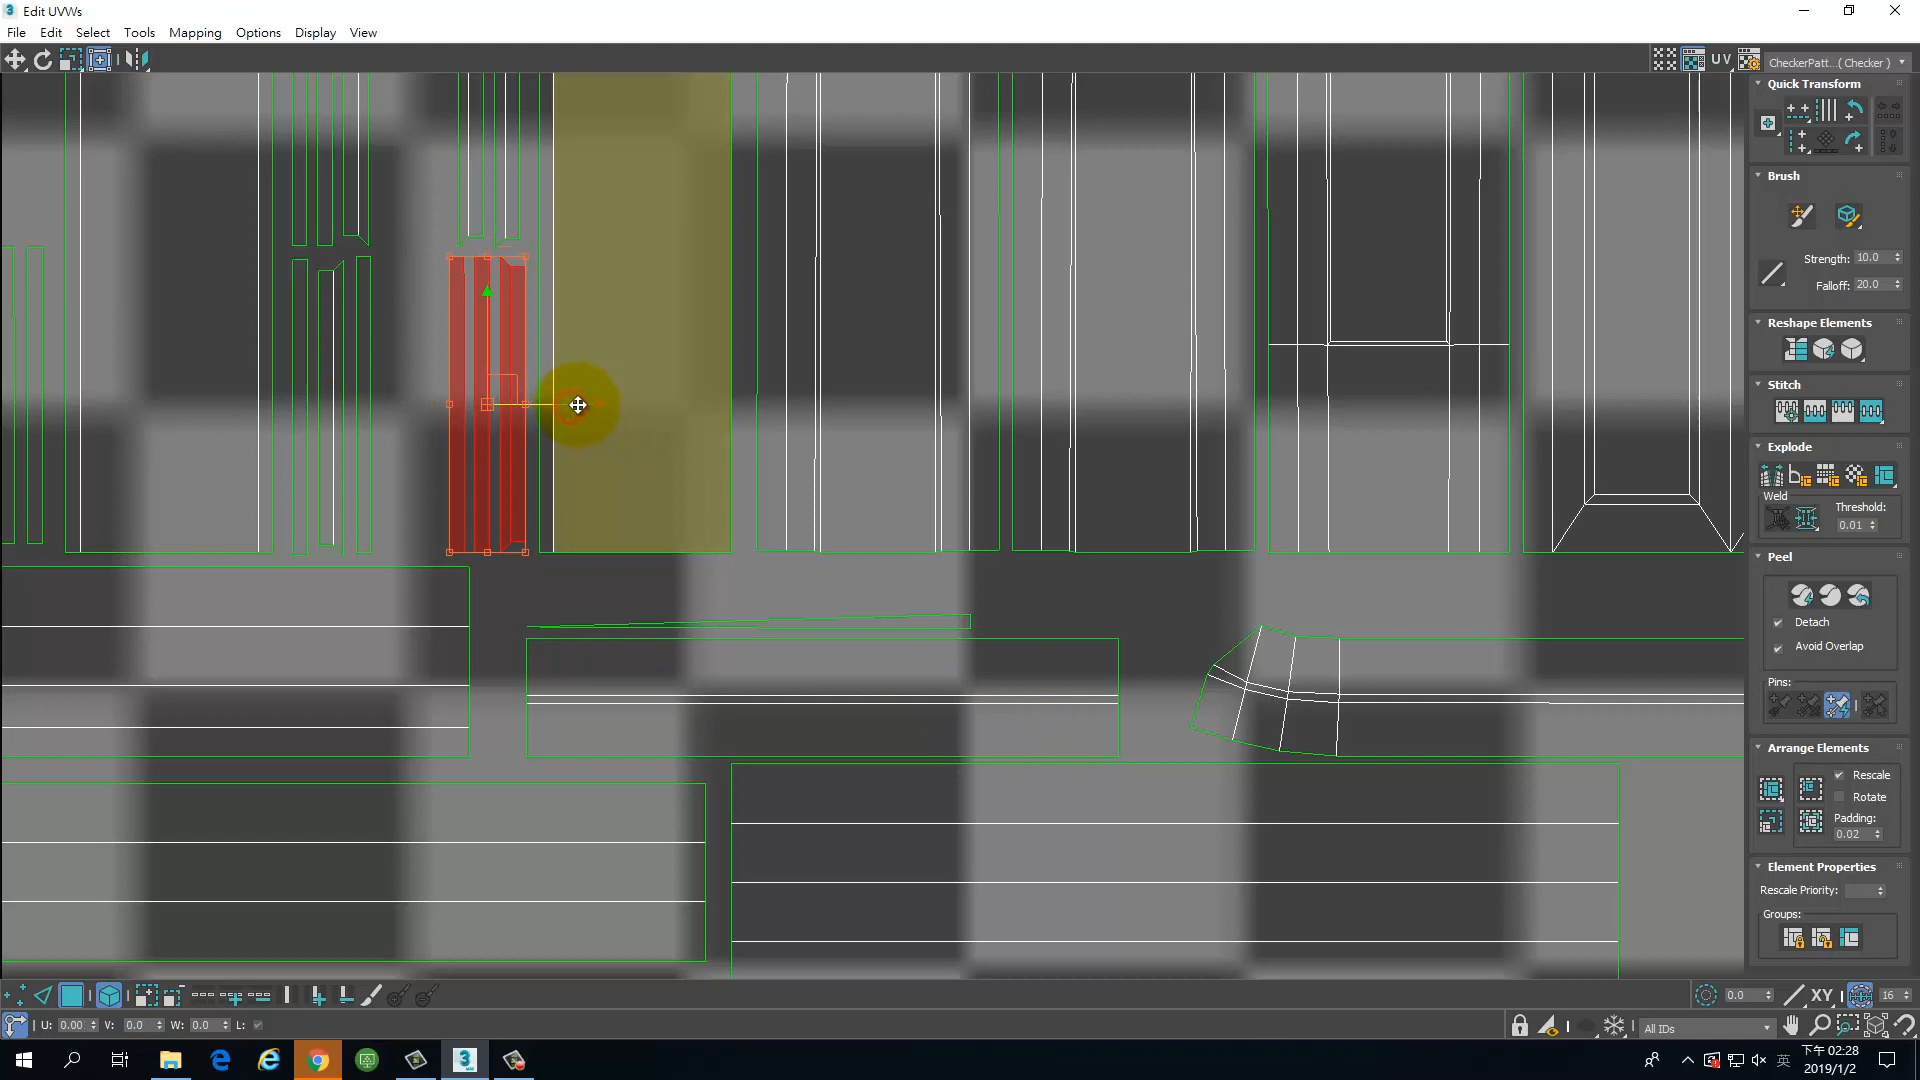 Edit UVWs
File Edit Select Tools Mapping Options Display View
UV
CheckerPatt...( Checker )
Quick Transform
Brush
Strength: 10.0
Falloff: 20.0
Reshape Elements
Stitch
Explode
Weld
Threshold:
0.01
Peel
Detach
Avoid Overlap
Pins:
Arrange Elements
Rescale
Rotate
Padding:
0.02
Element Properties
Rescale Priority:
Groups:
0.0 XY 16
U: 0.00 V: 0.0 W: 0.0 L: All IDs
3 MAX 英 下午 02:28
2019/1/2